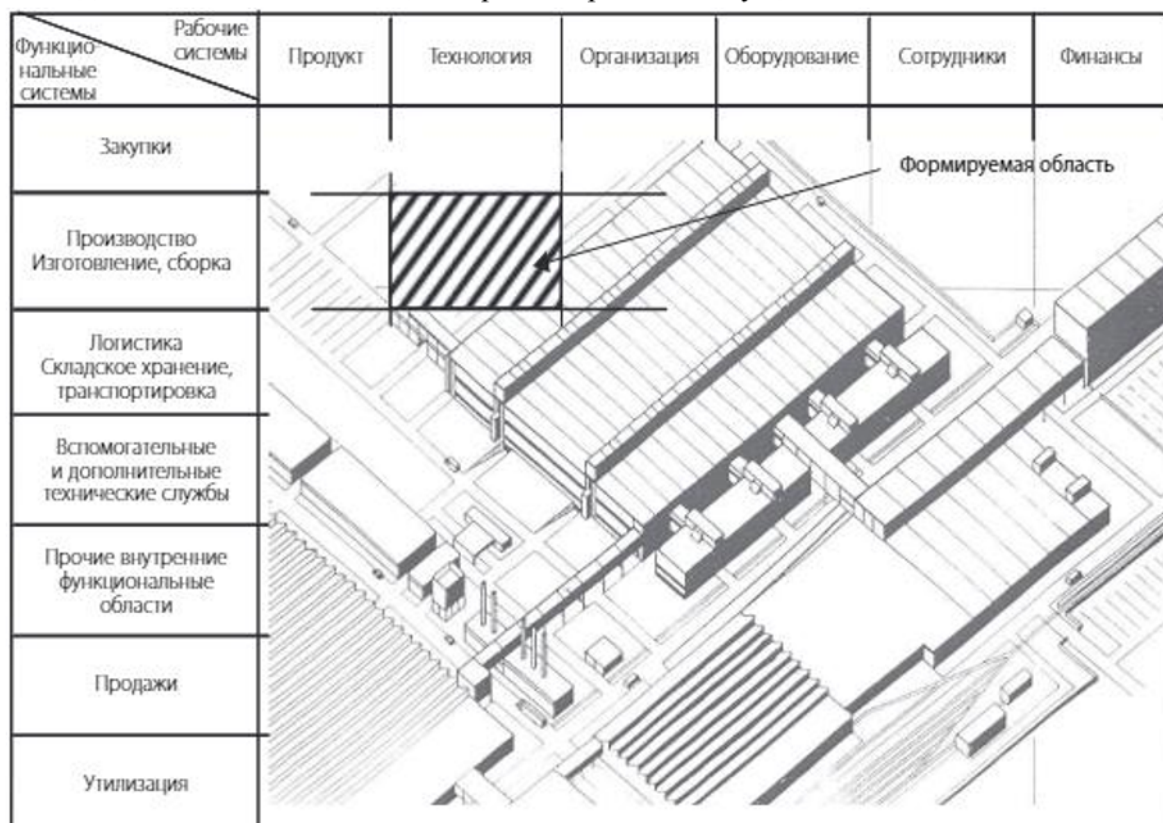 Рабочие
системы
Функцио-
нальные
системы
Продукт
Технология
Организация
Оборудование
Сотрудники
Финансы
Закупки
Формируемая область
Производство
Изготовление, сборка
Логистика
Складское хранение,
транспортировка
Вспомогательные
и дополнительные
технические службы
Прочие внутренние
функциональные
области
Продажи
Утилизация